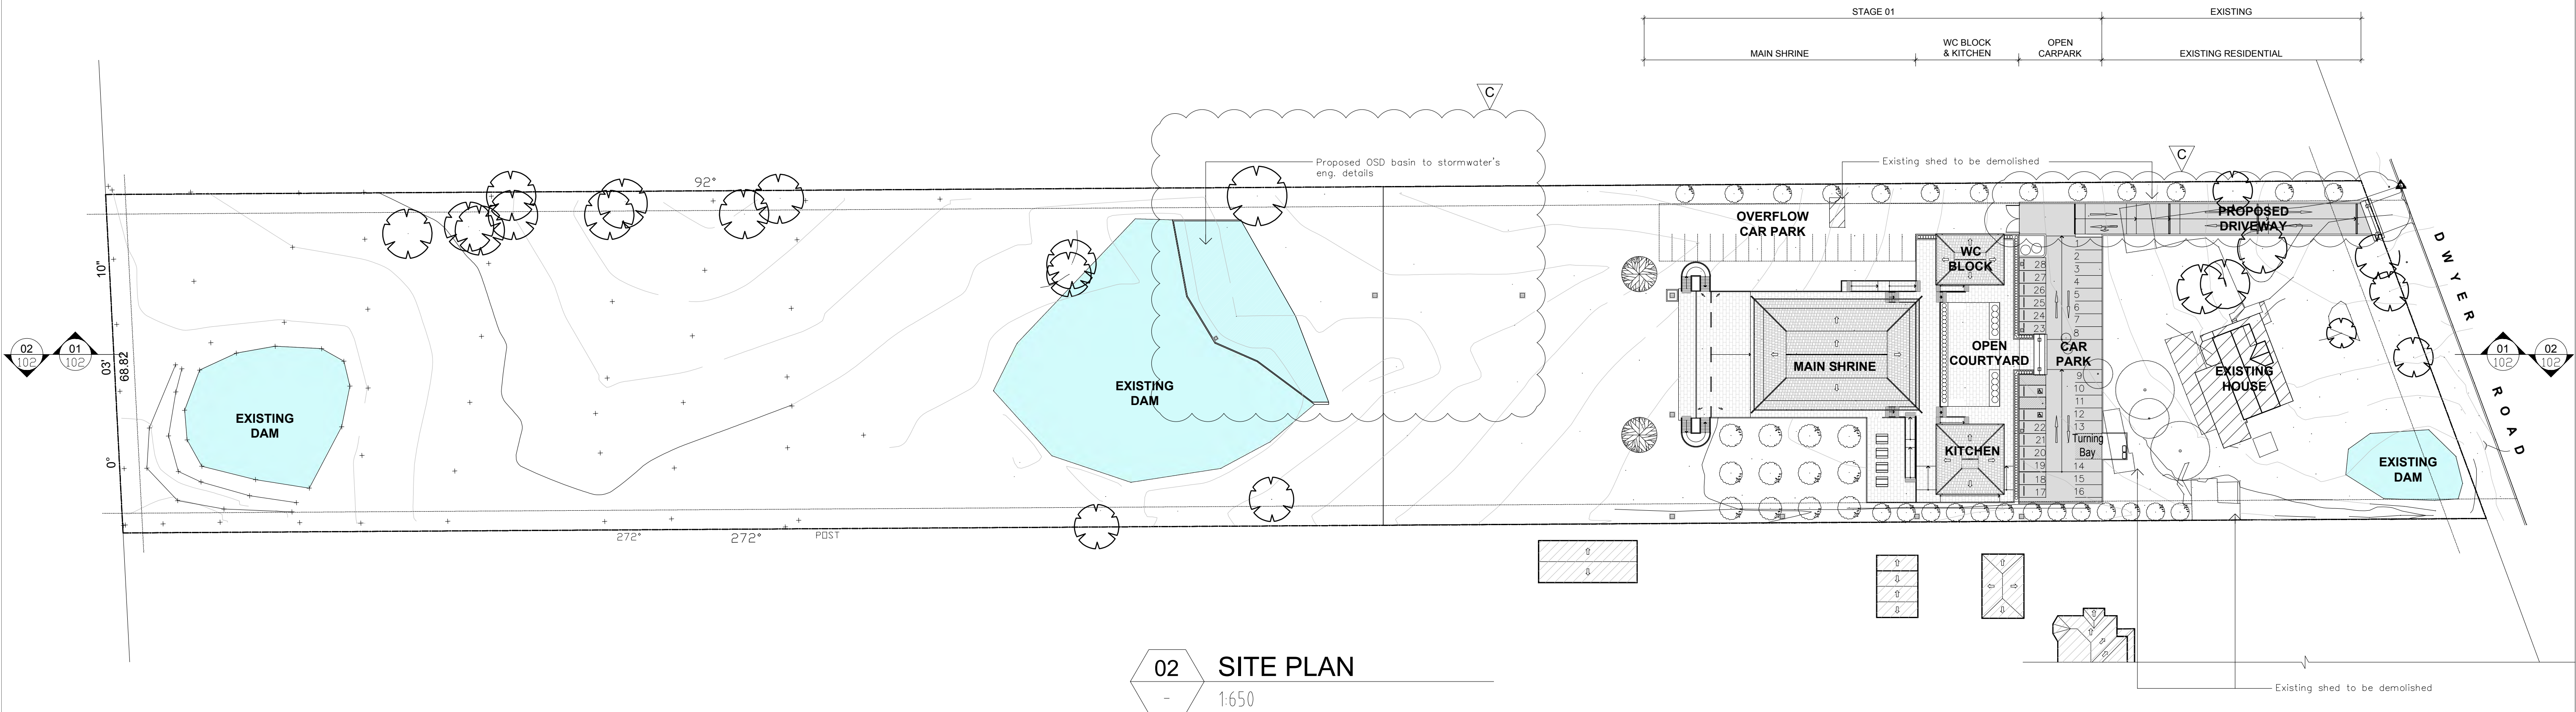 STAGE 01
EXISTING
MAIN SHRINE
WC BLOCK
& KITCHEN
OPEN
CARPARK
EXISTING RESIDENTIAL
C
Proposed OSD basin to stormwater's
eng. details
Existing shed to be demolished
C
92°
OVERFLOW
CAR PARK
PROPOSED
DRIVEWAY
WC
BLOCK
1
2
3
4
5
6
7
8
28
27
26
25
24
23
DWYER ROAD
10"
03'
0°
68.82
02
102
01
102
EXISTING
DAM
EXISTING
DAM
MAIN SHRINE
OPEN
COURTYARD
CAR
PARK
EXISTING
HOUSE
01
102
02
102
9
10
11
12
13
22
21
20
19
18
17
Turning
Bay
14
15
16
KITCHEN
EXISTING
DAM
272°
272°
POST
02
-
SITE PLAN
1:650
Existing shed to be demolished